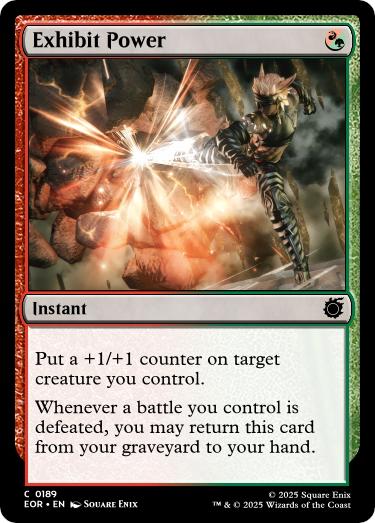 Exhibit Power
Instant
Put a +1/+1 counter on target
creature you control.
Whenever a battle you control is
defeated, you may return this card
from your graveyard to your hand.
C 0189
EOR • EN SQUARE ENIX
© 2025 Square Enix
™ & © 2025 Wizards of the Coast